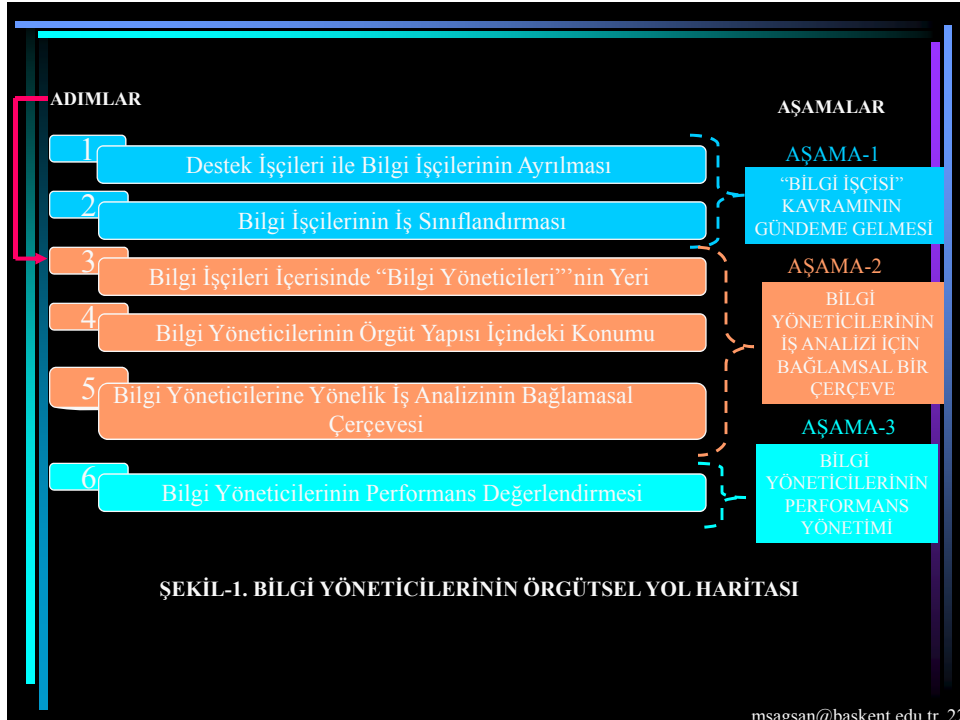 ADIMLAR
AŞAMALAR
1
Destek İşçileri ile Bilgi İşçilerinin Ayrılması
2
Bilgi İşçilerinin İş Sınıflandırması
3
Bilgi İşçileri İçerisinde “Bilgi Yöneticileri”’nin Yeri
4
Bilgi Yöneticilerinin Örgüt Yapısı İçindeki Konumu
5
Bilgi Yöneticilerine Yönelik İş Analizinin Bağlamasal
Çerçevesi
6
Bilgi Yöneticilerinin Performans Değerlendirmesi
AŞAMA-1
“BİLGİ İŞÇİSİ”
KAVRAMININ
GÜNDEME GELMESİ
AŞAMA-2
BİLGİ
YÖNETİCİLERİNİN
İŞ ANALİZİ İÇİN
BAĞLAMSAL BİR
ÇERÇEVE
AŞAMA-3
BİLGİ
YÖNETİCİLERİNİN
PERFORMANS
YÖNETİMİ
ŞEKİL-1. BİLGİ YÖNETİCİLERİNİN ÖRGÜTSEL YOL HARİTASI
msagsan@baskent.edu.tr